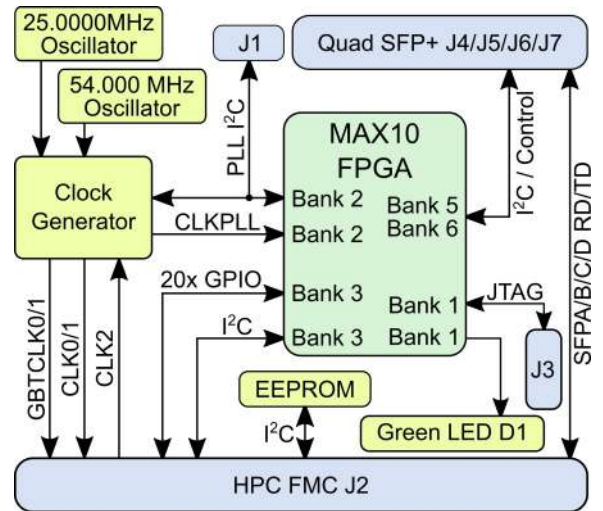 25.0000MHz
Oscillator
54.000 MHz
Oscillator
J1
Quad SFP+ J4/J5/J6/J7
PLL I²C
MAX10
FPGA
I²C / Control
SFPA/B/C/D RD/TD
Clock
Generator
Bank 2
Bank 5
Bank 6
CLKPLL
Bank 2
20x GPIO
Bank 3
Bank 1
JTAG
I²C
Bank 3
Bank 1
J3
GBTCLK0/1
CLK0/1
CLK2
EEPROM
I²C
Green LED D1
HPC FMC J2